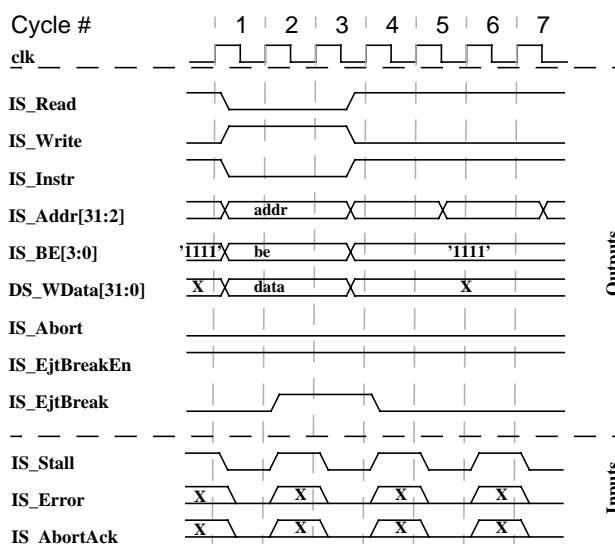 Cycle # 1 2 3 4 5 6 7
clk
IS_Read
IS_Write
IS_Instr
IS_Addr[31:2] addr
IS_BE[3:0] '1111' be '1111'
DS_WData[31:0] X data X
IS_Abort
IS_EjtBreakEn
IS_EjtBreak
Outputs
IS_Stall
IS_Error X X X X
IS_AbortAck X X X X
Inputs